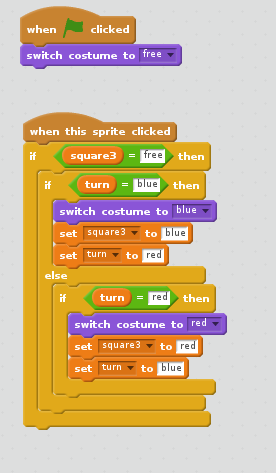 when clicked
switch costume to free
when this sprite clicked
if square3 = free then
if turn = blue then
switch costume to blue
set square3 to blue
set turn to red
else
if turn = red then
switch costume to red
set square3 to red
set turn to blue